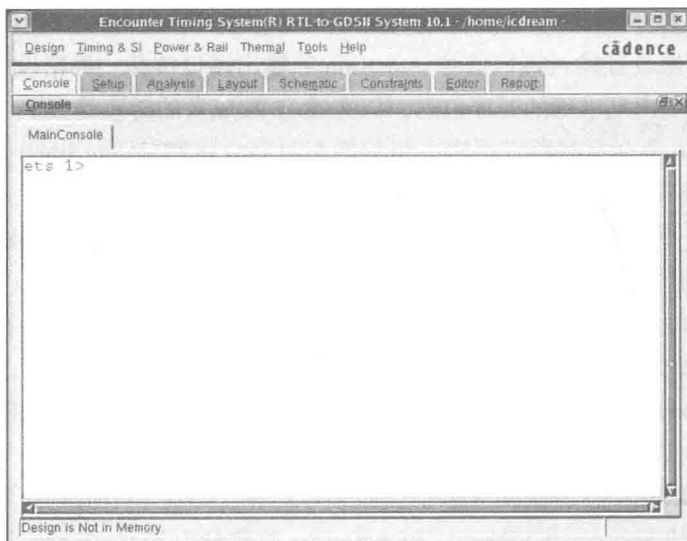 Encounter Timing System(R) RTL-to-GDSII System 10.1 - /home/icdream -
Design Timing & SI Power & Rail Thermal Tools Help cādence
Console Setup Analysis Layout Schematic Constraints Editor Report
Console
MainConsole
ets 1>
Design is Not in Memory.